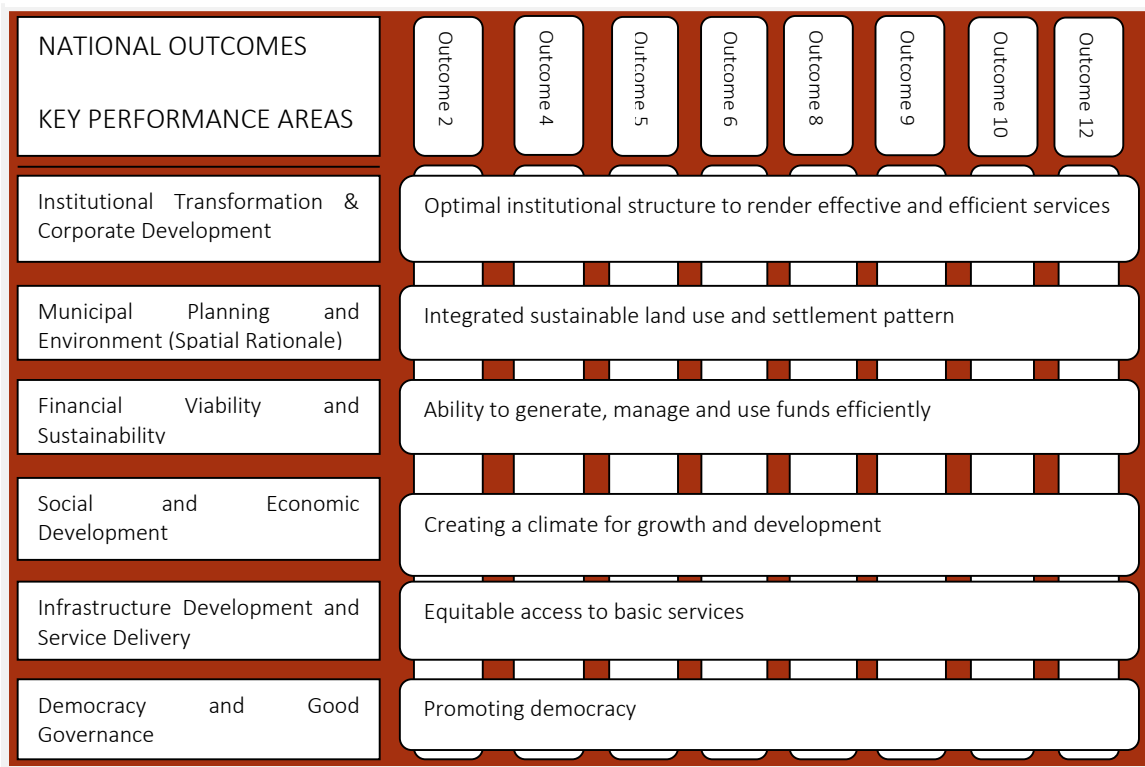 NATIONAL OUTCOMES
KEY PERFORMANCE AREAS
Outcome 2
Outcome 4
Outcome 5
Outcome 6
Outcome 8
Outcome 9
Outcome 10
Outcome 12
Institutional Transformation &
Corporate Development
Optimal institutional structure to render effective and efficient services
Municipal Planning and
Environment (Spatial Rationale)
Integrated sustainable land use and settlement pattern
Financial Viability and
Sustainability
Ability to generate, manage and use funds efficiently
Social and Economic
Development
Creating a climate for growth and development
Infrastructure Development and
Service Delivery
Equitable access to basic services
Democracy and Good
Governance
Promoting democracy